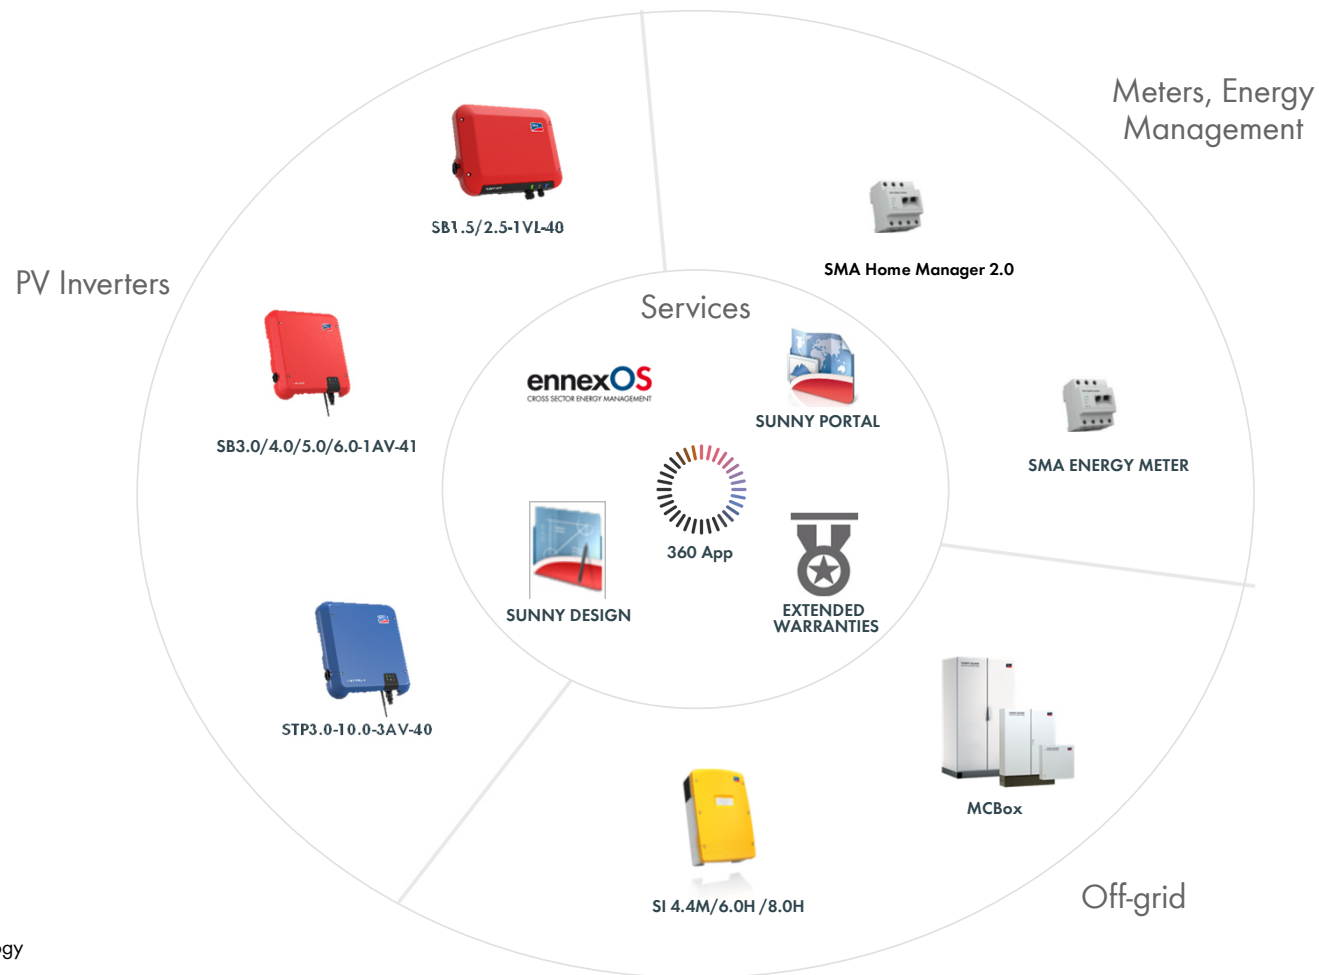 Meters, Energy
Management
SB1.5/2.5-1VL-40
SMA Home Manager 2.0
PV Inverters
Services
ennexOS
CROSS SECTOR ENERGY MANAGEMENT
SUNNY PORTAL
SB3.0/4.0/5.0/6.0-1AV-41
SMA ENERGY METER
360 App
SUNNY DESIGN
EXTENDED
WARRANTIES
STP3.0-10.0-3AV-40
MCBox
SI 4.4M/6.0H /8.0H
Off-grid